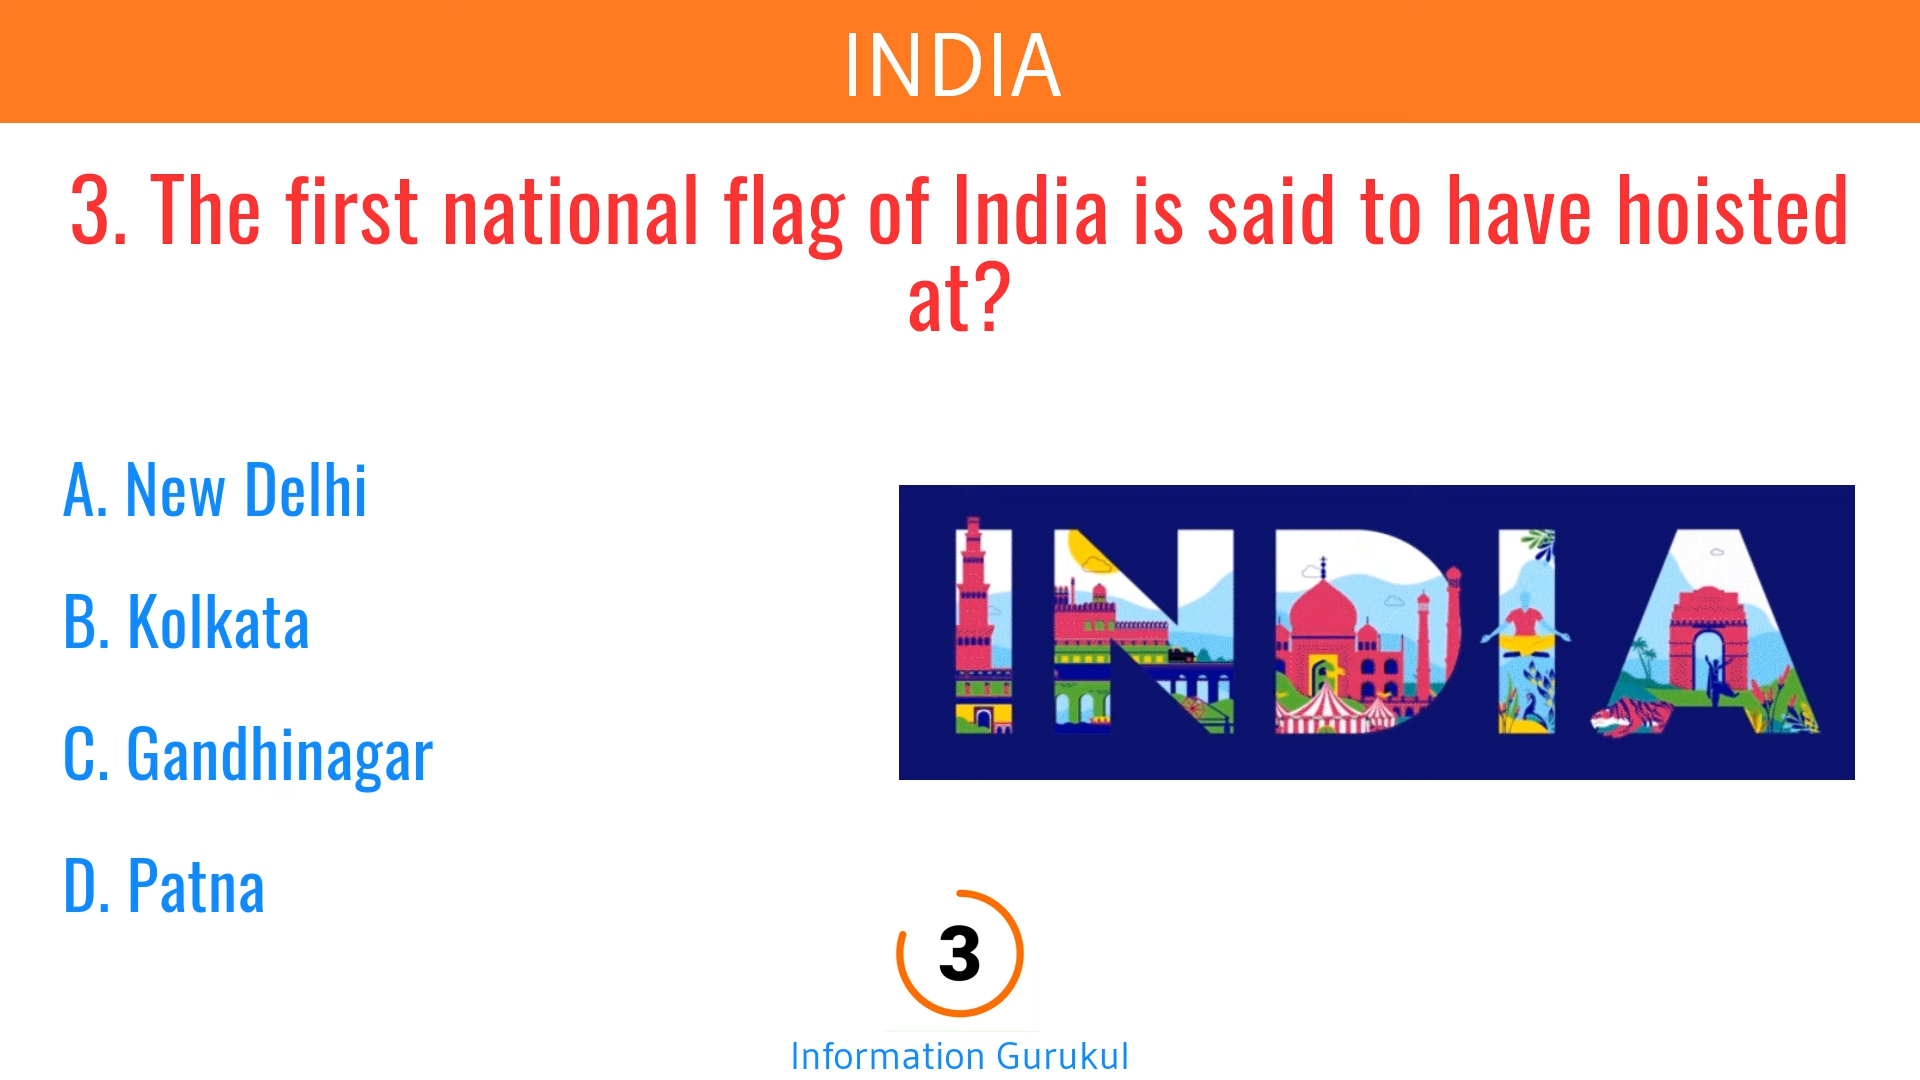 INDIA
3. The first national flag of India is said to have hoisted
at?
A. New Delhi
B. Kolkata
C. Gandhinagar
D. Patna
INDIA
3
Information Gurukul